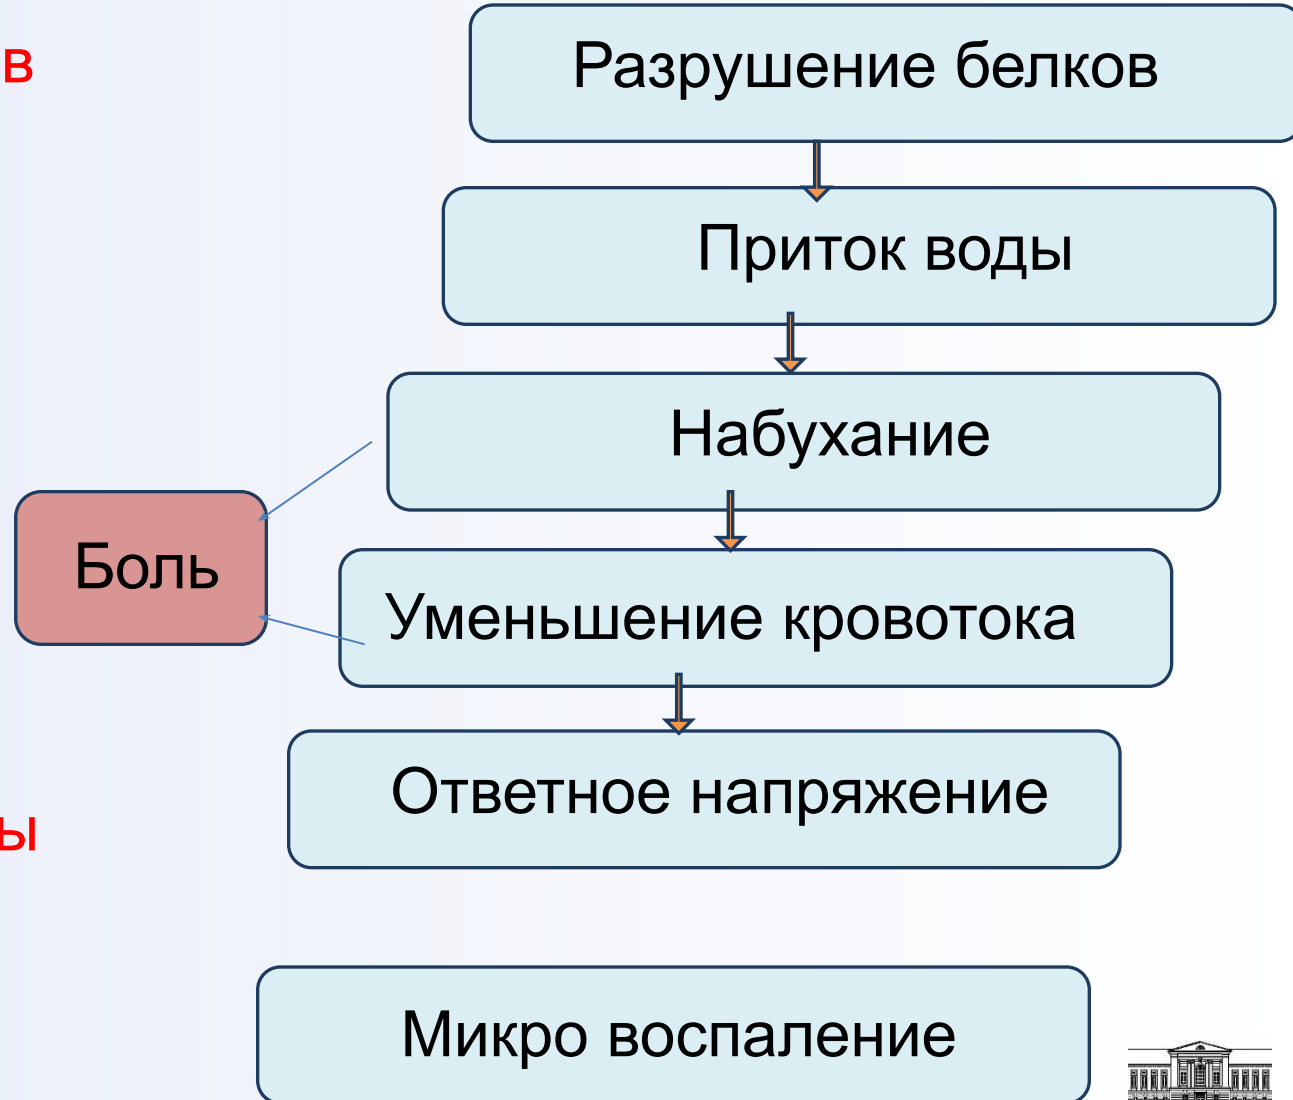 в
Разрушение белков
Приток воды
Набухание
Боль
Уменьшение кровотока
Ответное напряжение
ы
Микро воспаление